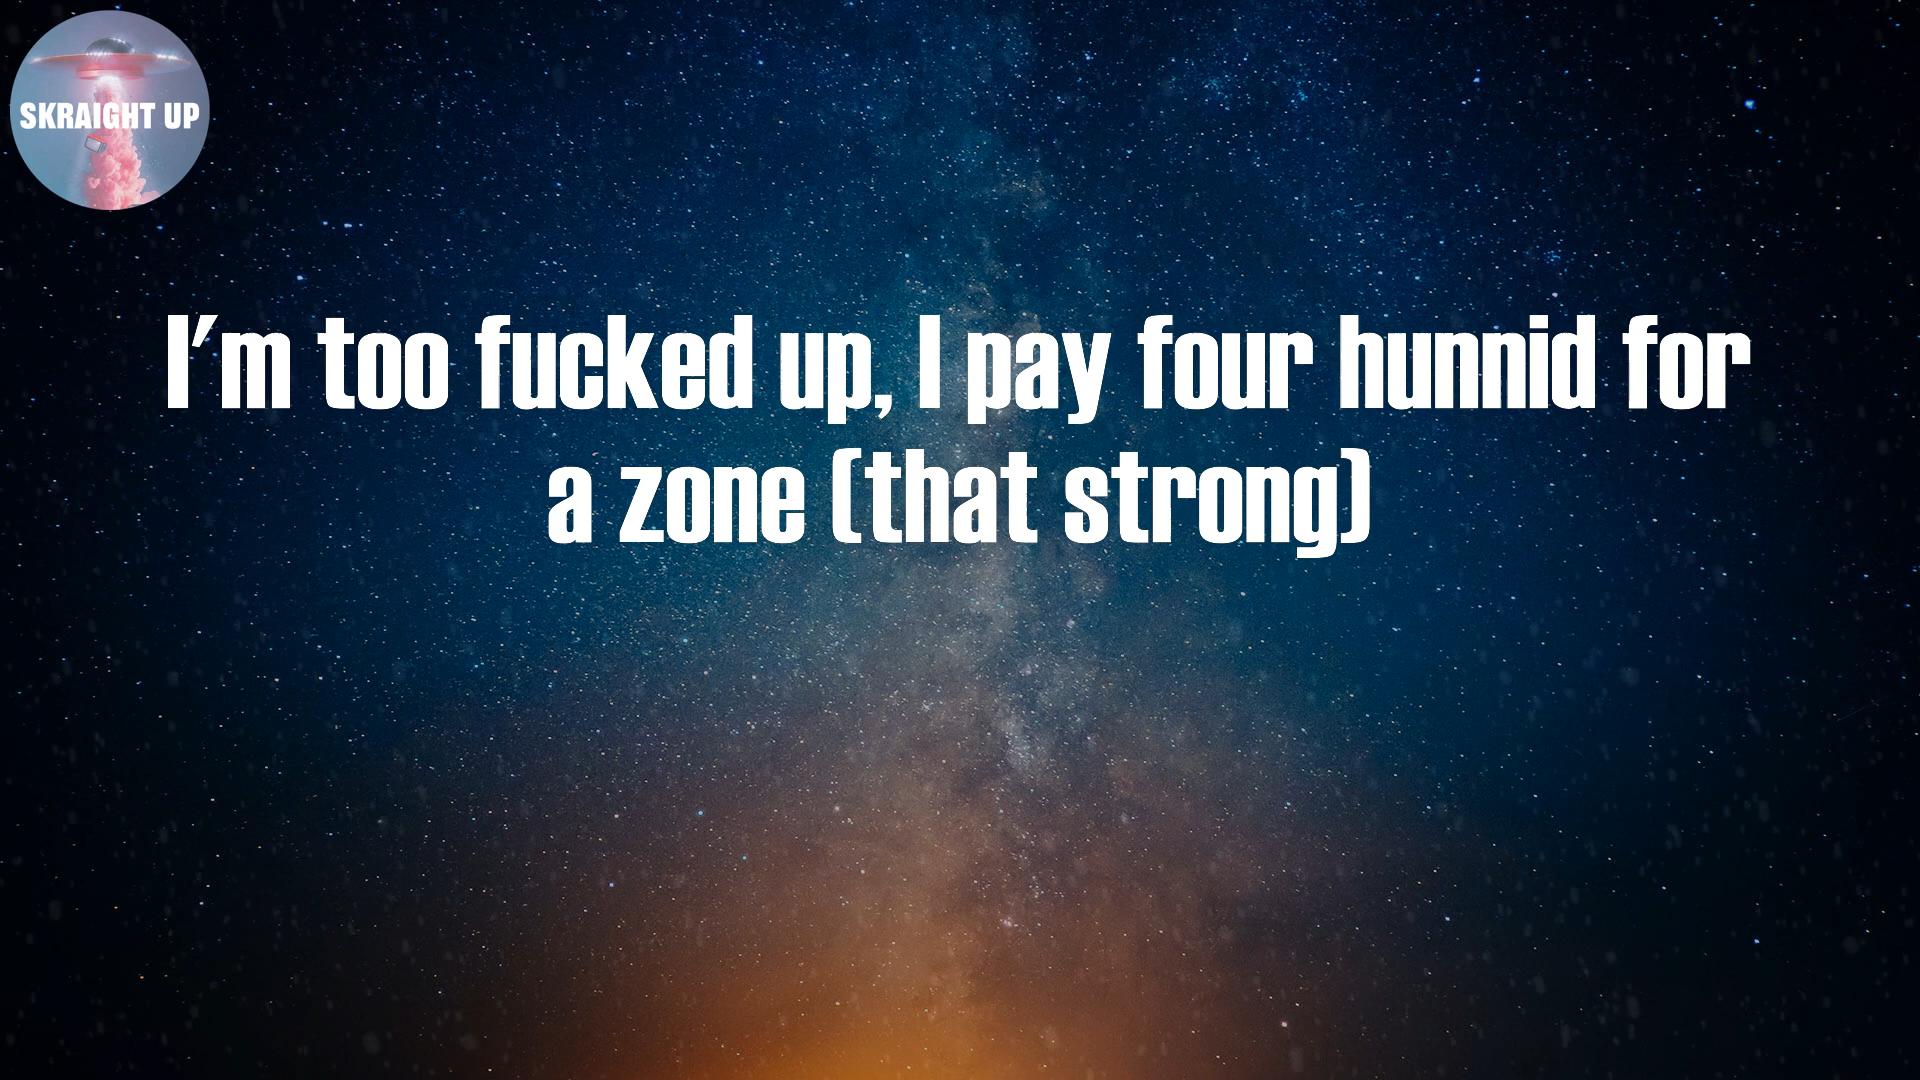 SKRAIGHT UP
I'm too fucked up, I pay four hunnid for
a zone (that strong)